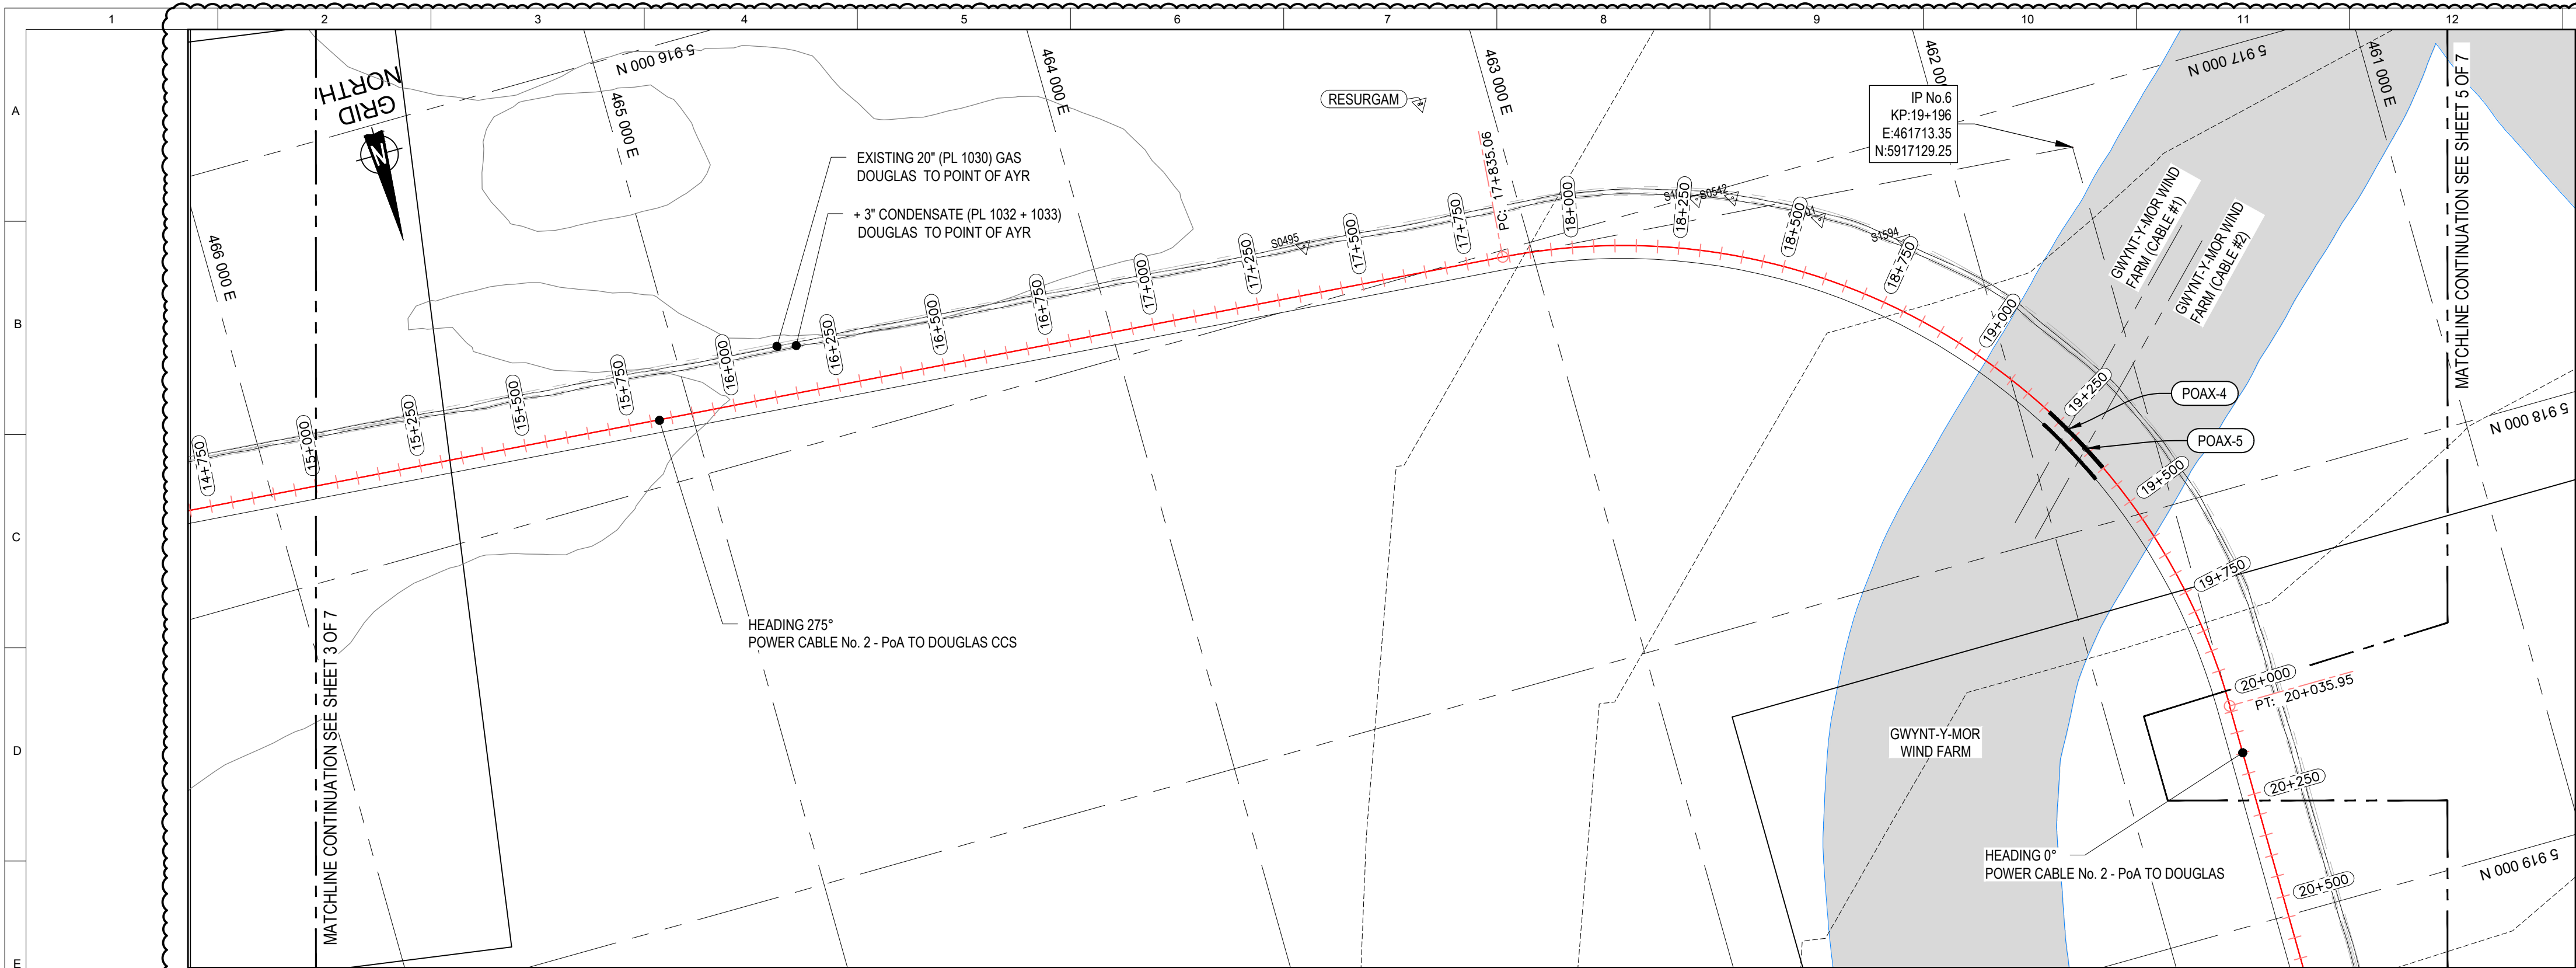 1 2 3 4 5 6 7 8 9 10 11 12
A
B
C
D
E
GRID
NORTH
N
5 916 000 N
5 917 000 N
5 918 000 N
5 919 000 N
466 000 E
465 000 E
464 000 E
463 000 E
461 000 E
EXISTING 20" (PL 1030) GAS
DOUGLAS TO POINT OF AYR
+ 3" CONDENSATE (PL 1032 + 1033)
DOUGLAS TO POINT OF AYR
RESURGAM
IP No.6
KP:19+196
E:461713.35
N:5917129.25
PC: 17+835.06
S0495
S0542
S1594
14+750
15+000
15+250
15+500
15+750
16+000
16+250
16+500
16+750
17+000
17+250
17+500
17+750
18+000
18+250
18+500
18+750
19+000
19+250
19+500
19+750
20+000
PT: 20+035.95
20+250
20+500
GWYNT-Y-MOR WIND
FARM (CABLE #1)
GWYNT-Y-MOR WIND
FARM (CABLE #2)
POAX-4
POAX-5
MATCHLINE CONTINUATION SEE SHEET 3 OF 7
MATCHLINE CONTINUATION SEE SHEET 5 OF 7
HEADING 275°
POWER CABLE No. 2 - PoA TO DOUGLAS CCS
GWYNT-Y-MOR
WIND FARM
HEADING 0°
POWER CABLE No. 2 - PoA TO DOUGLAS